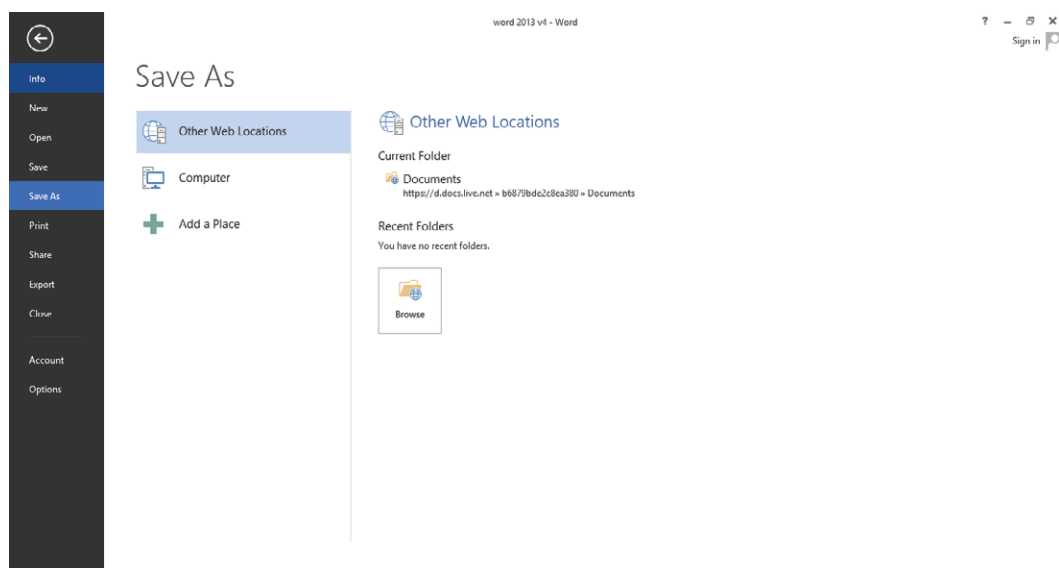 word 2013 v4 - Word
?
Sign in
Info
New
Open
Save
Save As
Print
Share
Export
Close
Account
Options
Save As
Other Web Locations
Computer
Add a Place
Other Web Locations
Current Folder
Documents
https://d.docs.live.net » b6879bde2c8ea380 » Documents
Recent Folders
You have no recent folders.
Browse